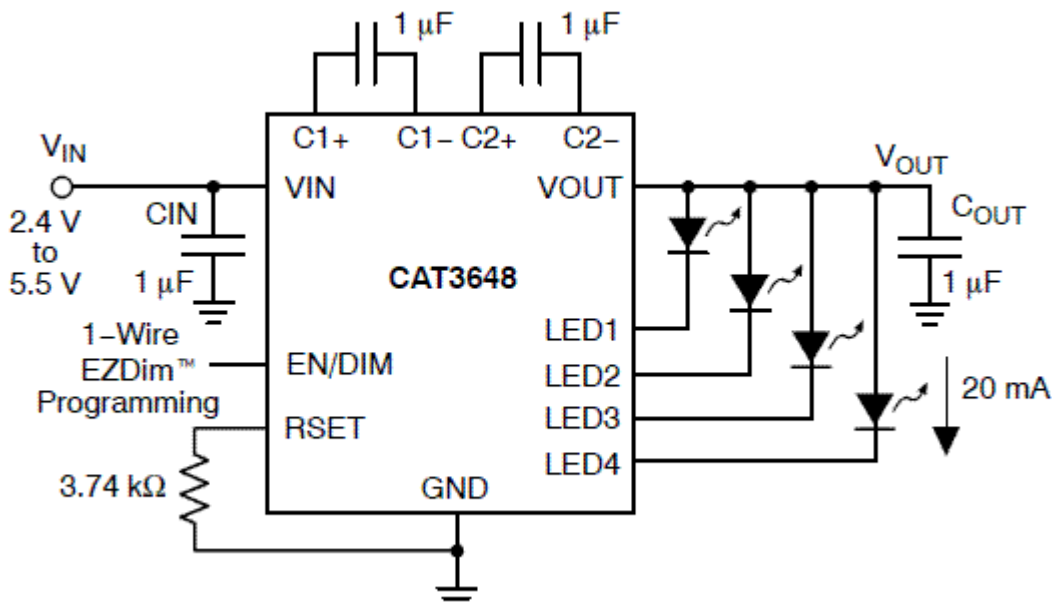 1 μF
1 μF
C1+
C1− C2+
C2−
VIN
2.4 V
to
5.5 V
CIN
1 μF
VIN
VOUT
VOUT
COUT
1 μF
CAT3648
1−Wire
EZDim™
Programming
EN/DIM
RSET
3.74 kΩ
GND
LED1
LED2
LED3
LED4
20 mA